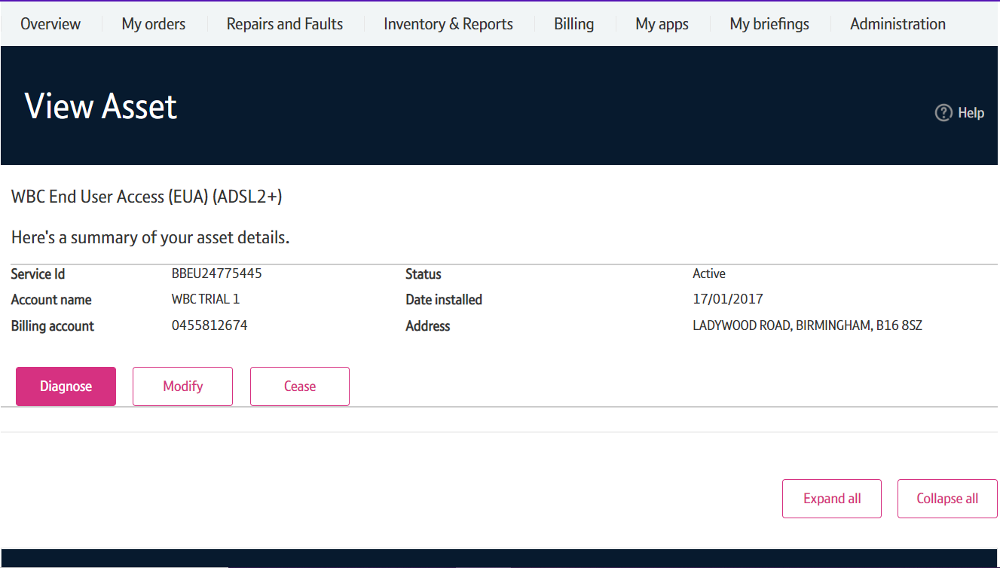 Overview My orders Repairs and Faults Inventory & Reports Billing My apps My briefings Administration
View Asset
Help
WBC End User Access (EUA) (ADSL2+)
Here's a summary of your asset details.
Service Id BBEU24775445 Status Active
Account name WBC TRIAL 1 Date installed 17/01/2017
Billing account 0455812674 Address LADYWOOD ROAD, BIRMINGHAM, B16 8SZ
Diagnose Modify Cease
Expand all Collapse all